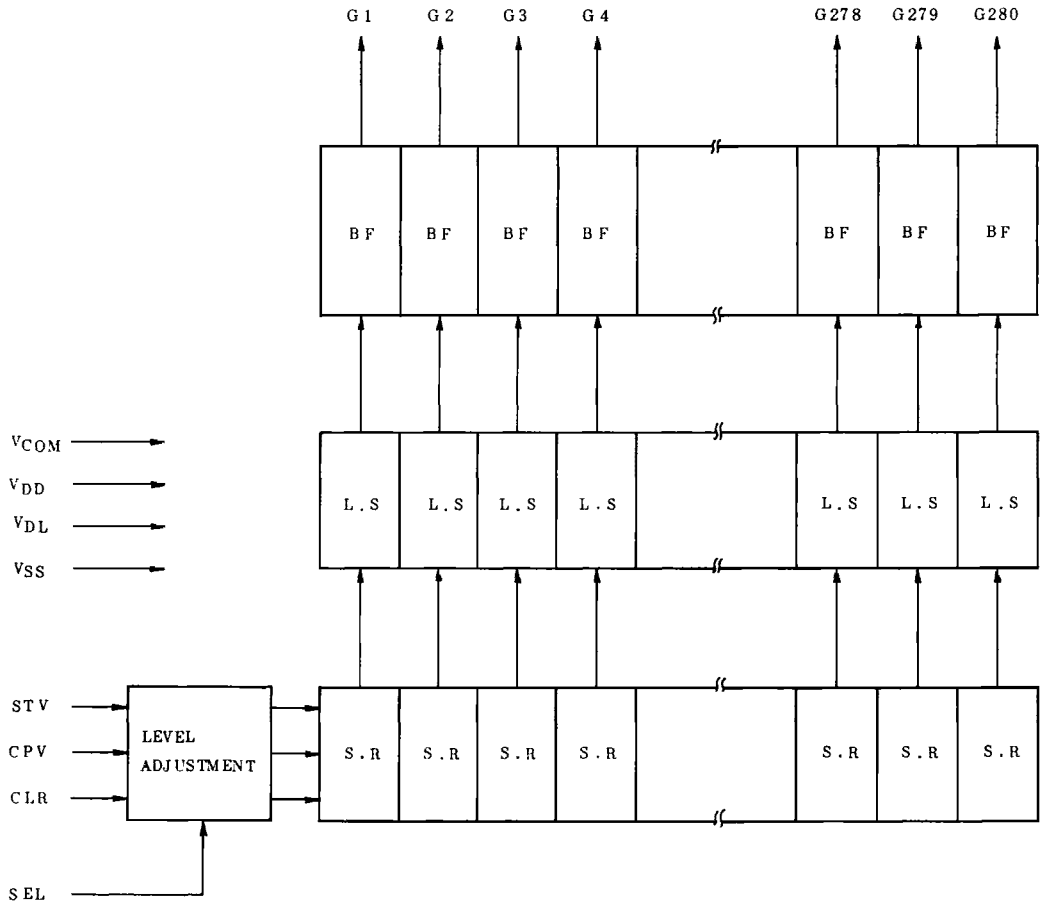 G1 G2 G3 G4 G278 G279 G280
BF BF BF BF BF BF BF
VCOM
VDD
VDL
VSS
L.S L.S L.S L.S L.S L.S L.S
STV
CPV
CLR
SEL
LEVEL
ADJUSTMENT
S.R S.R S.R S.R S.R S.R S.R